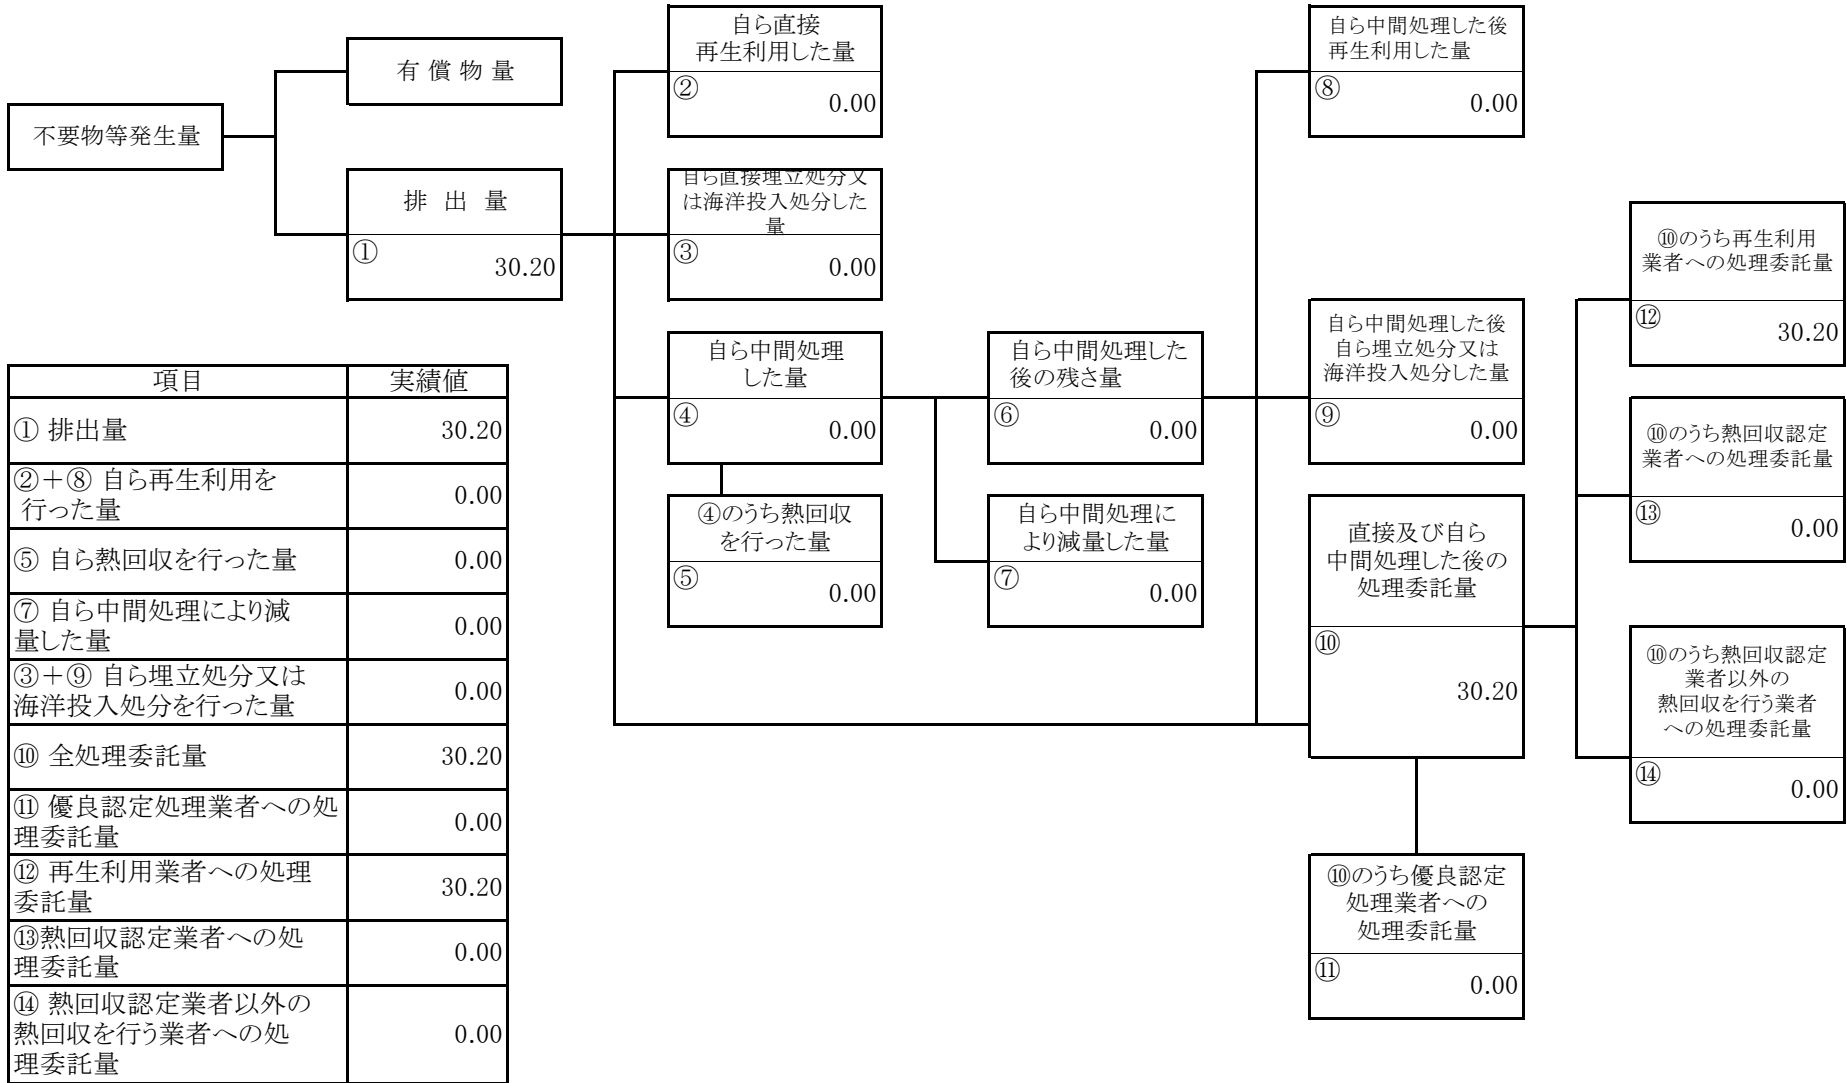 不要物等発生量
有 償 物 量
排 出 量
①
30.20
自ら直接
再生利用した量
②
0.00
自ら直接埋立処分又
は海洋投入処分した
量
③
0.00
自ら中間処理
した量
④
0.00
④のうち熱回収
を行った量
⑤
0.00
自ら中間処理した
後の残さ量
⑥
0.00
自ら中間処理に
より減量した量
⑦
0.00
自ら中間処理した後
再生利用した量
⑧
0.00
自ら中間処理した後
自ら埋立処分又は
海洋投入処分した量
⑨
0.00
直接及び自ら
中間処理した後の
処理委託量
⑩
30.20
⑩のうち優良認定
処理業者への
処理委託量
⑪
0.00
⑩のうち再生利用
業者への処理委託量
⑫
30.20
⑩のうち熱回収認定
業者への処理委託量
⑬
0.00
⑩のうち熱回収認定
業者以外の
熱回収を行う業者
への処理委託量
⑭
0.00
項目 実績値
① 排出量 30.20
②＋⑧ 自ら再生利用を
行った量 0.00
⑤ 自ら熱回収を行った量 0.00
⑦ 自ら中間処理により減
量した量 0.00
③＋⑨ 自ら埋立処分又は
海洋投入処分を行った量 0.00
⑩ 全処理委託量 30.20
⑪ 優良認定処理業者への処
理委託量 0.00
⑫ 再生利用業者への処理
委託量 30.20
⑬熱回収認定業者への処
理委託量 0.00
⑭ 熱回収認定業者以外の
熱回収を行う業者への処
理委託量 0.00